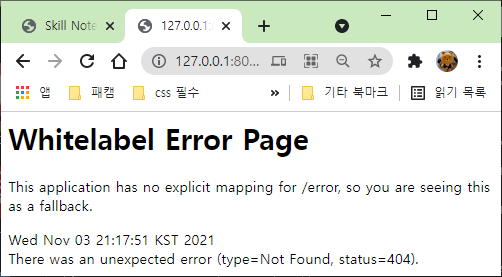 Skill Note
127.0.0.1:
127.0.0.1:80...
앱
패캠
css 필수
»
기타 북마크
읽기 목록
Whitelabel Error Page
This application has no explicit mapping for /error, so you are seeing this
as a fallback.
Wed Nov 03 21:17:51 KST 2021
There was an unexpected error (type=Not Found, status=404).